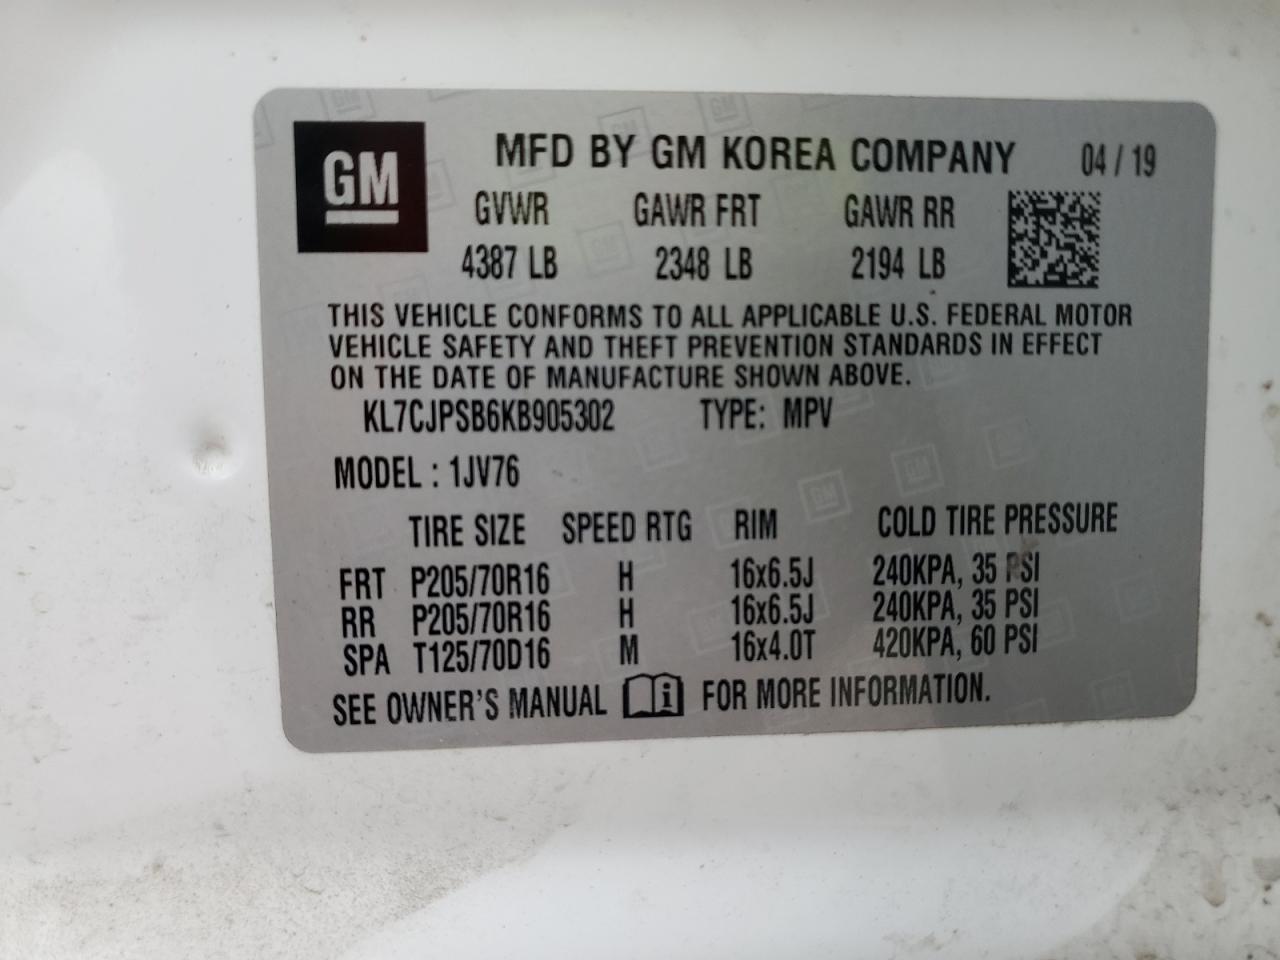 GM
MFD BY GM KOREA COMPANY 04 / 19
GVWR GAWR FRT GAWR RR
4387 LB 2348 LB 2194 LB
THIS VEHICLE CONFORMS TO ALL APPLICABLE U.S. FEDERAL MOTOR
VEHICLE SAFETY AND THEFT PREVENTION STANDARDS IN EFFECT
ON THE DATE OF MANUFACTURE SHOWN ABOVE.
KL7CJPSB6KB905302 TYPE: MPV
MODEL : 1JV76
TIRE SIZE SPEED RTG RIM COLD TIRE PRESSURE
FRT P205/70R16 H 16x6.5J 240KPA, 35 PSI
RR P205/70R16 H 16x6.5J 240KPA, 35 PSI
SPA T125/70D16 M 16x4.0T 420KPA, 60 PSI
SEE OWNER'S MANUAL i FOR MORE INFORMATION.